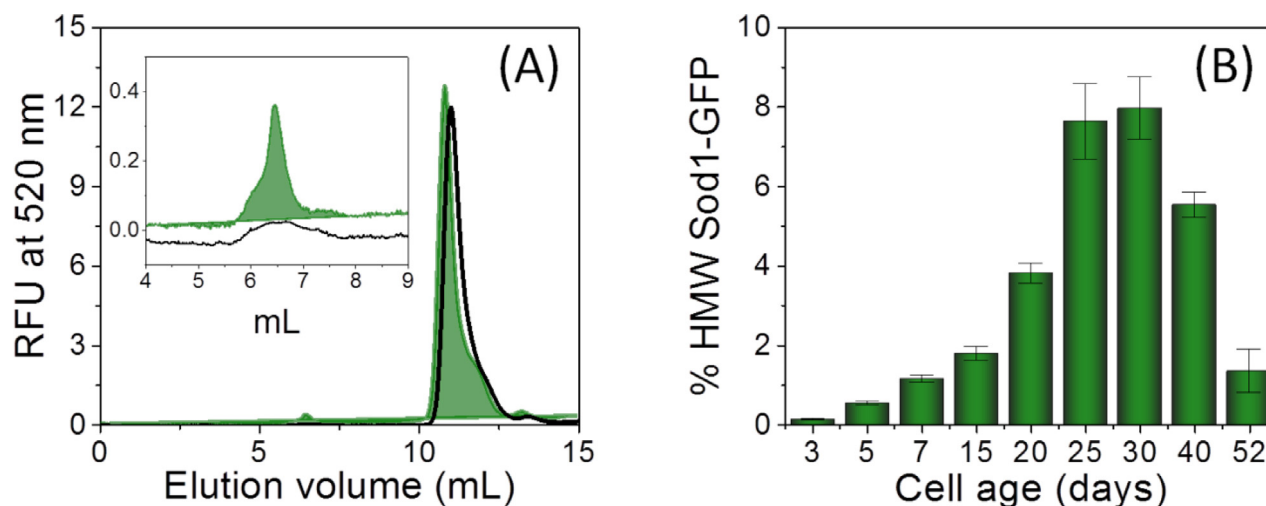 (A)
RFU at 520 nm
15
12
9
6
3
0
0 5 10 15
Elution volume (mL)
0.4
0.2
0.0
4 5 6 7 8 9
mL
(B)
% HMW Sod1-GFP
10
8
6
4
2
0
3 5 7 15 20 25 30 40 52
Cell age (days)